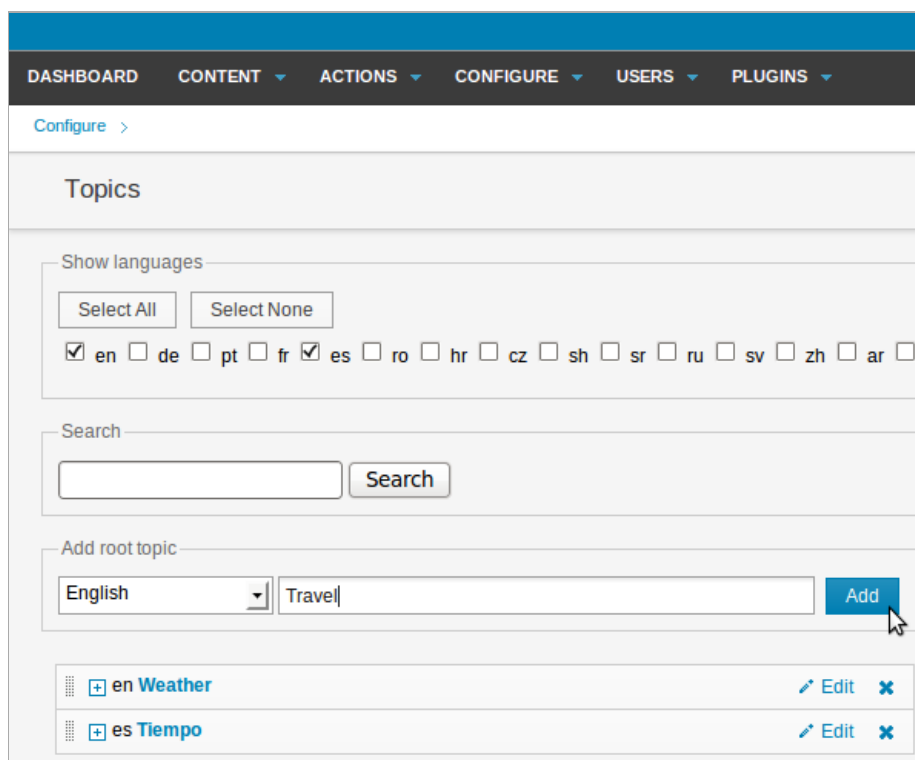 DASHBOARD CONTENT ACTIONS CONFIGURE USERS PLUGINS
Configure >
Topics
Show languages
Select All Select None
en de pt fr es ro hr cz sh sr ru sv zh ar
Search
Search
Add root topic
English Travel Add
en Weather Edit
es Tiempo Edit